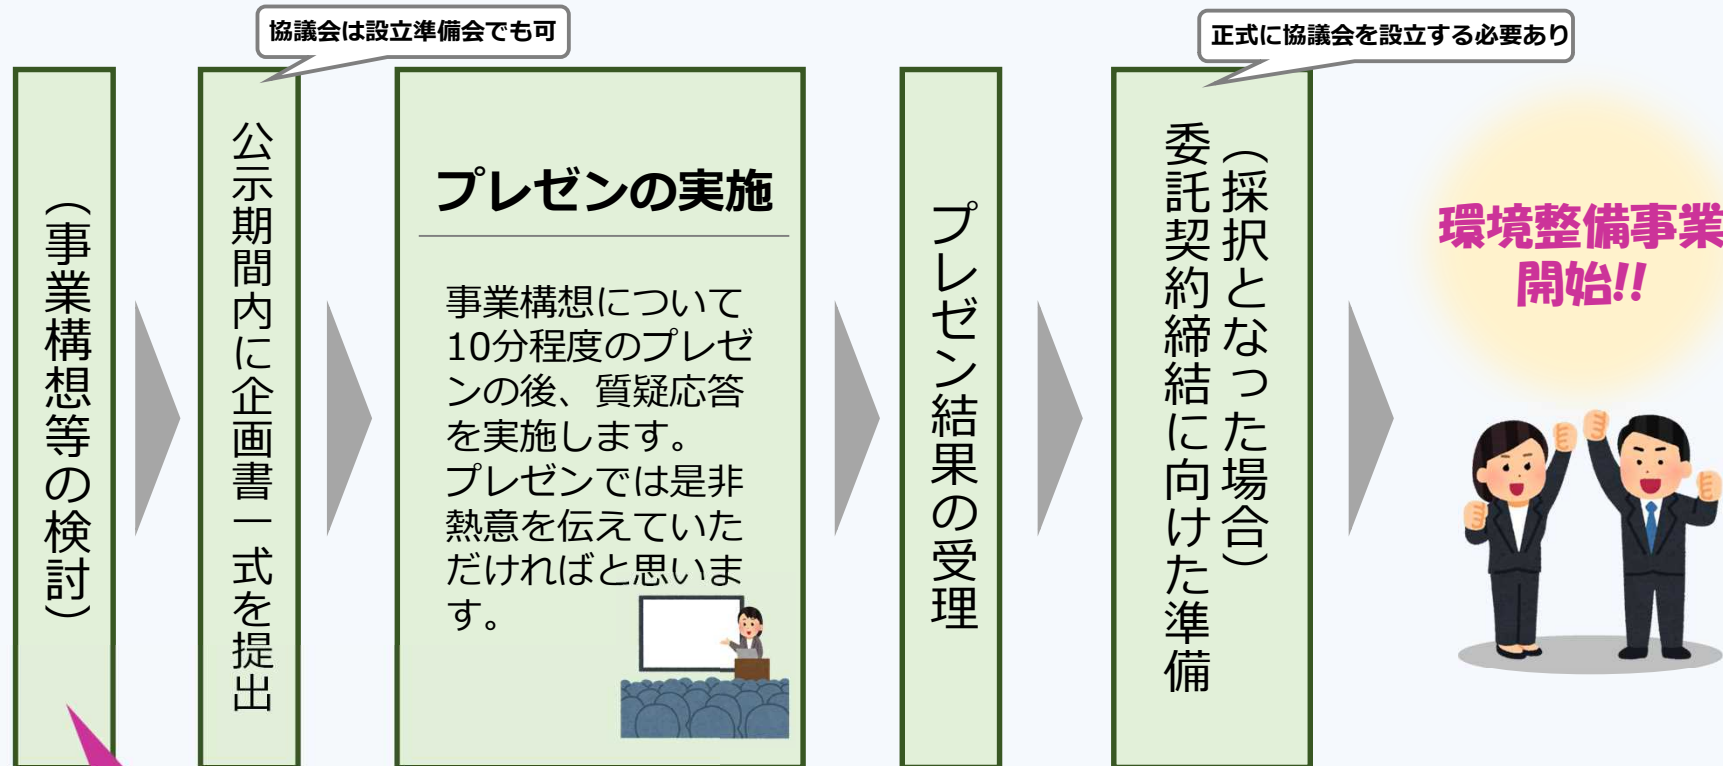 協議会は設立準備会でも可
正式に協議会を設立する必要あり
（事業構想等の検討）
公示期間内に企画書一式を提出
プレゼンの実施
事業構想について
10分程度のプレゼ
ンの後、質疑応答
を実施します。
プレゼンでは是非
熱意を伝えていた
だければと思いま
す。
プレゼン結果の受理
（採択となった場合）
委託契約締結に向けた準備
環境整備事業
開始!!